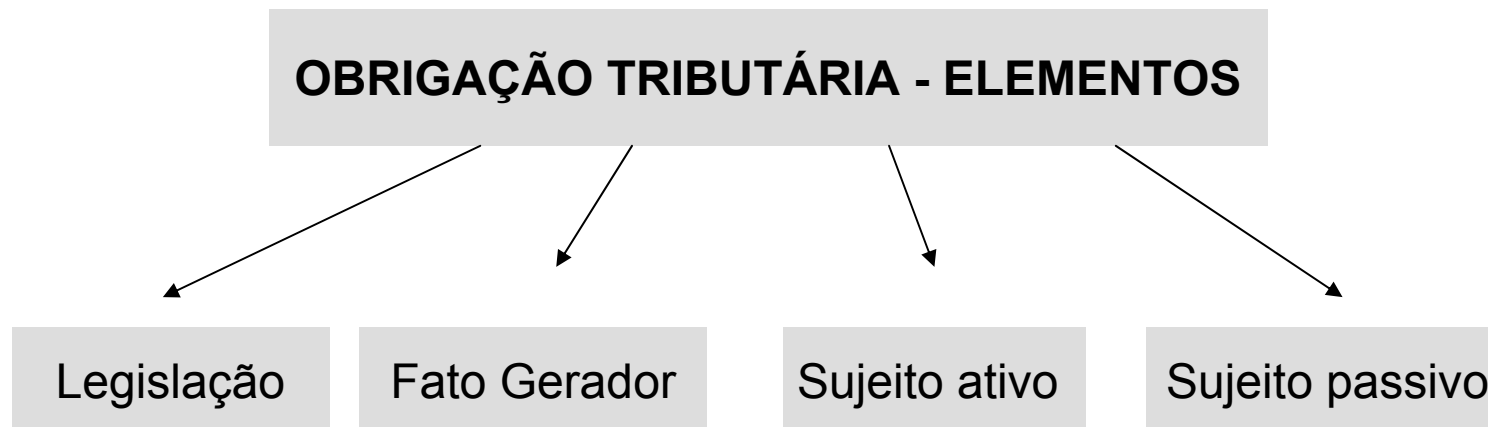 OBRIGAÇÃO TRIBUTÁRIA - ELEMENTOS
Legislação
Fato Gerador
Sujeito ativo
Sujeito passivo